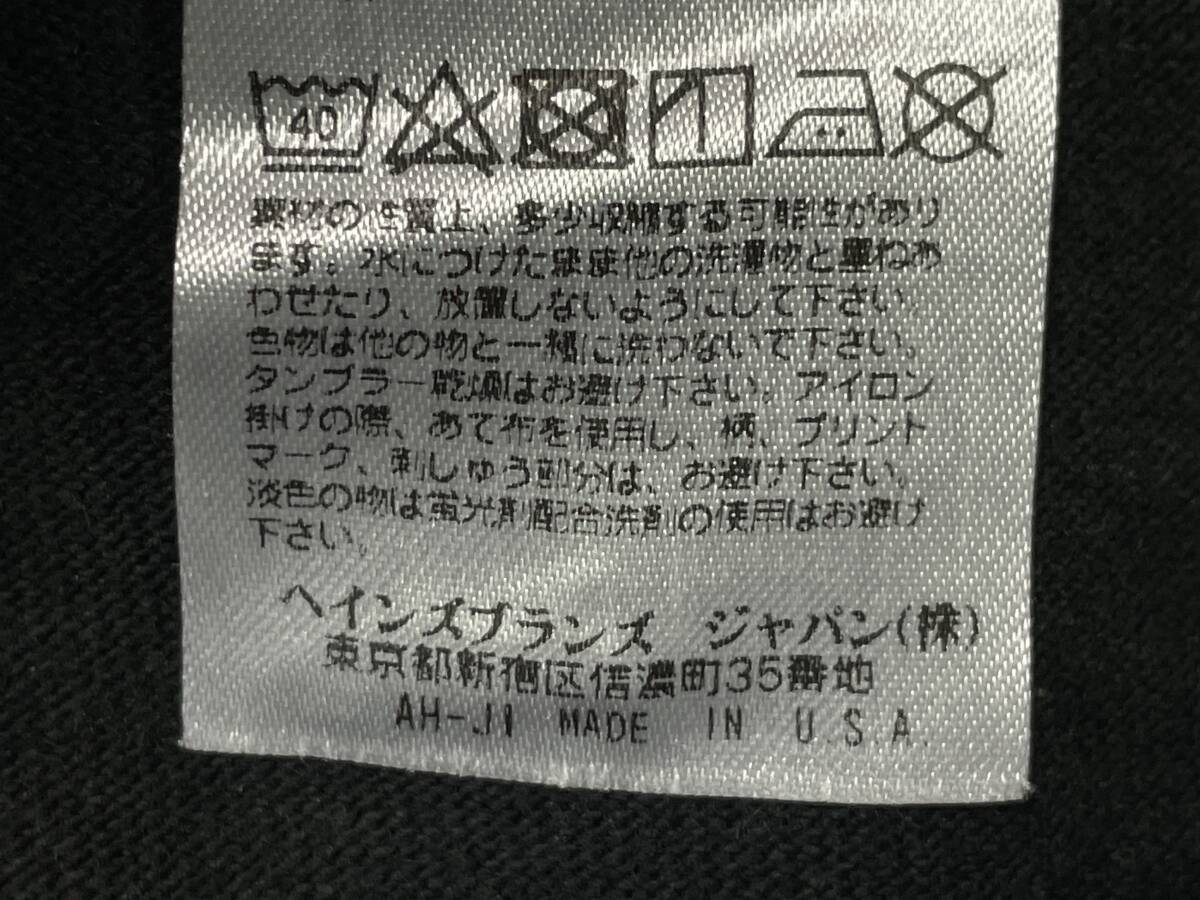 40
素材の性質上、多少収縮する可能性があり
ます。水につけたまま他の洗濯物と重ねあ
わせたり、放置しないようにして下さい。
色物は他の物と一緒に洗わないで下さい。
タンブラー乾燥はお避け下さい。アイロン
掛けの際、あて布を使用し、柄、プリント
マーク、刺しゅう部分は、お避け下さい。
淡色の物は蛍光剤配合洗剤の使用はお避け
下さい。
ヘインズブランズ ジャパン(株)
東京都新宿区信濃町35番地
AH-JI MADE IN U.S.A.